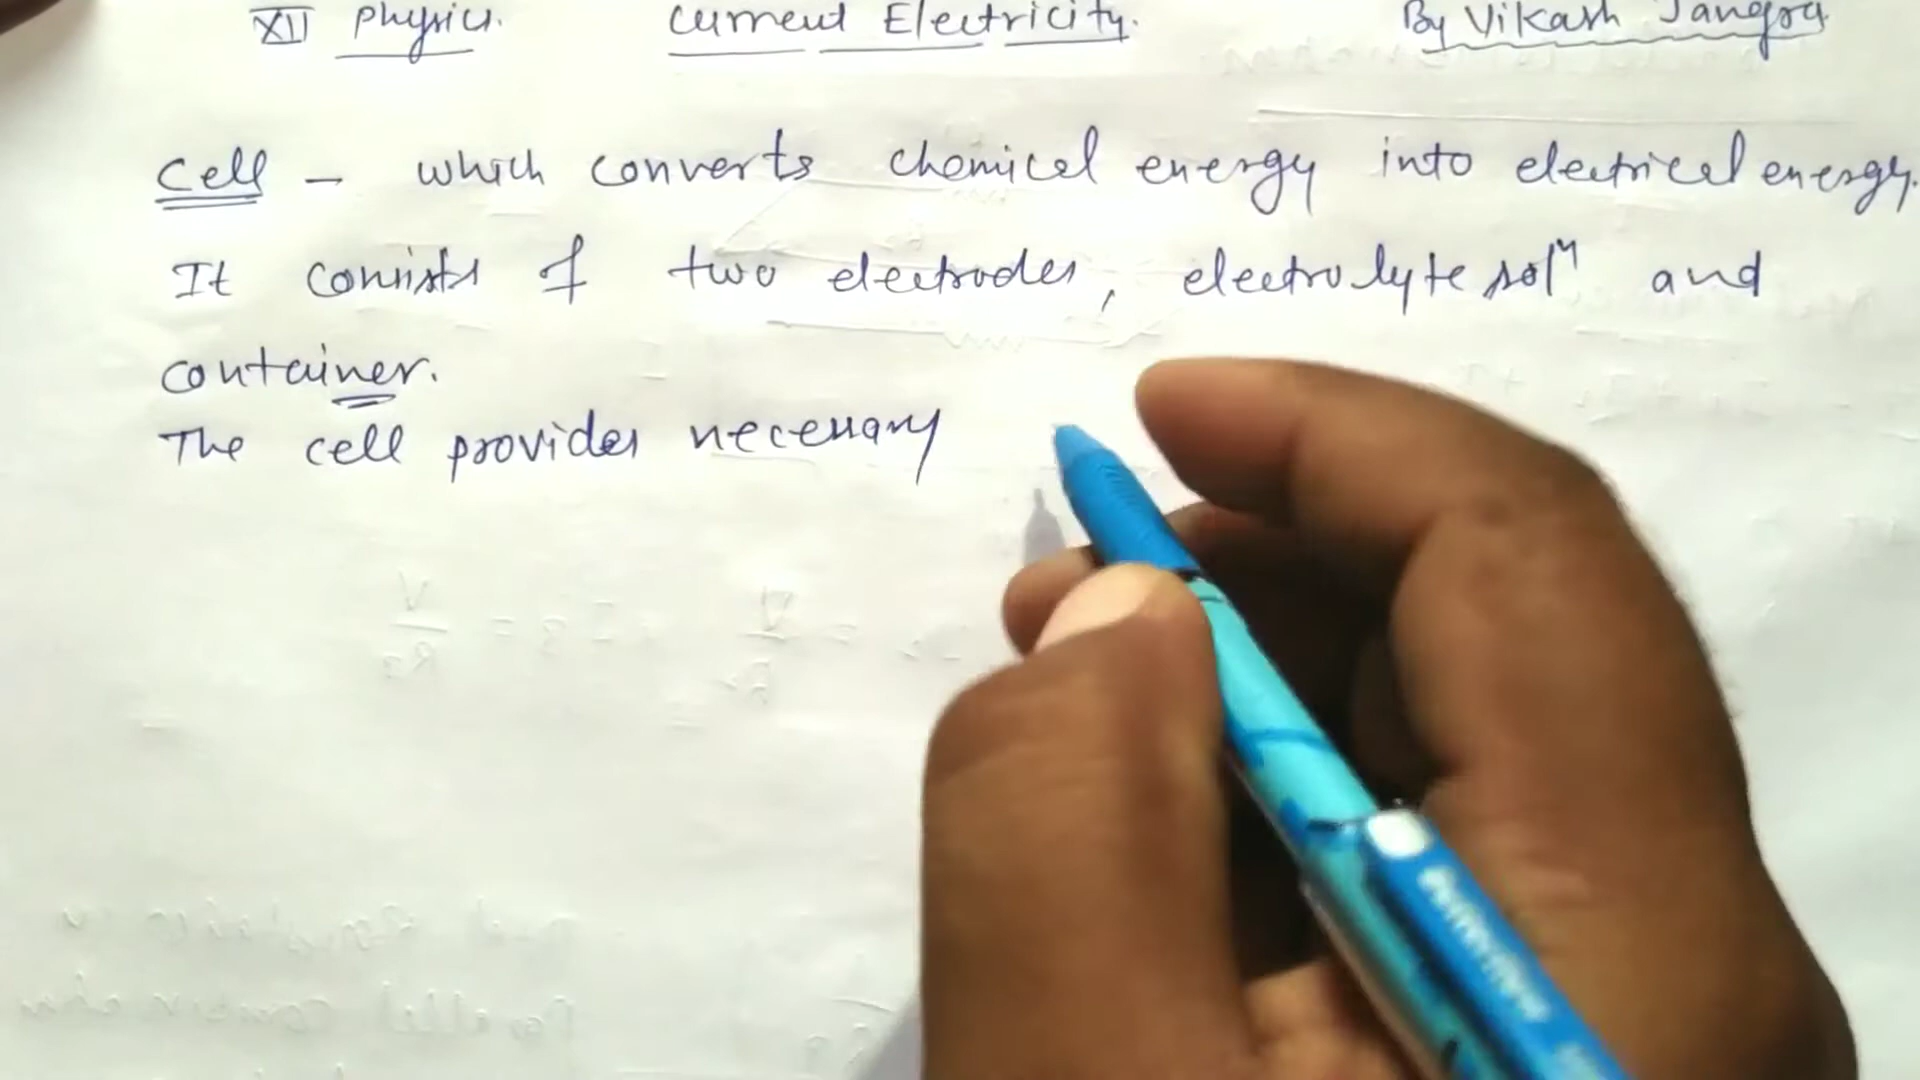 XII Physics. Current Electricity. By Vikash Jangra
Cell - which converts chemical energy into electrical energy.
It consists of two electrodes, electrolyte solⁿ and
container.
The cell provides necessary